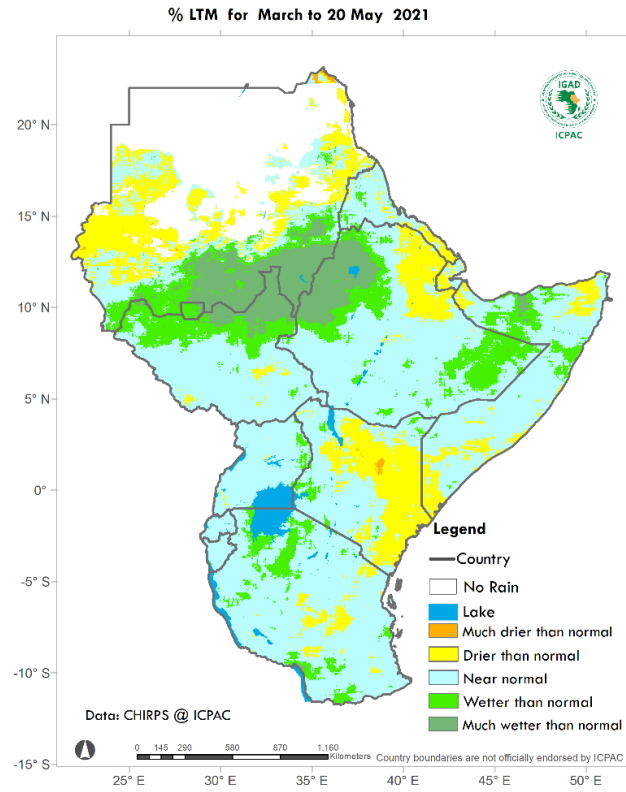 % LTM for March to 20 May 2021
IGAD
ICPAC
20° N
15° N
10° N
5° N
0°
-5° S
-10° S
-15° S
Legend
Country
No Rain
Lake
Much drier than normal
Drier than normal
Near normal
Wetter than normal
Much wetter than normal
Data: CHIRPS @ ICPAC
0 145 290 580 870 1,160
Kilometers
Country boundaries are not officially endorsed by ICPAC
25° E 30° E 35° E 40° E 45° E 50° E